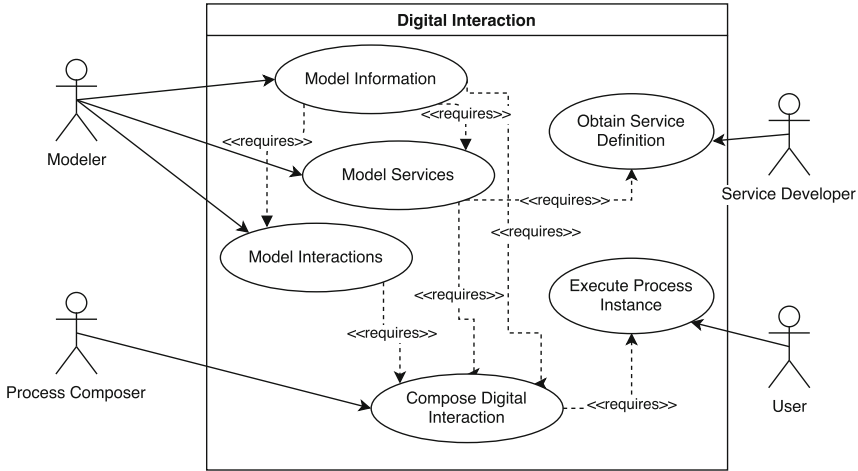 Digital Interaction
Model Information
<<requires>>
Obtain Service
Definition
<<requires>>
Modeler
Model Services
Service Developer
<<requires>>
<<requires>>
Model Interactions
Execute Process
Instance
<<requires>>
<<requires>>
Process Composer
Compose Digital
Interaction
<<requires>>
User